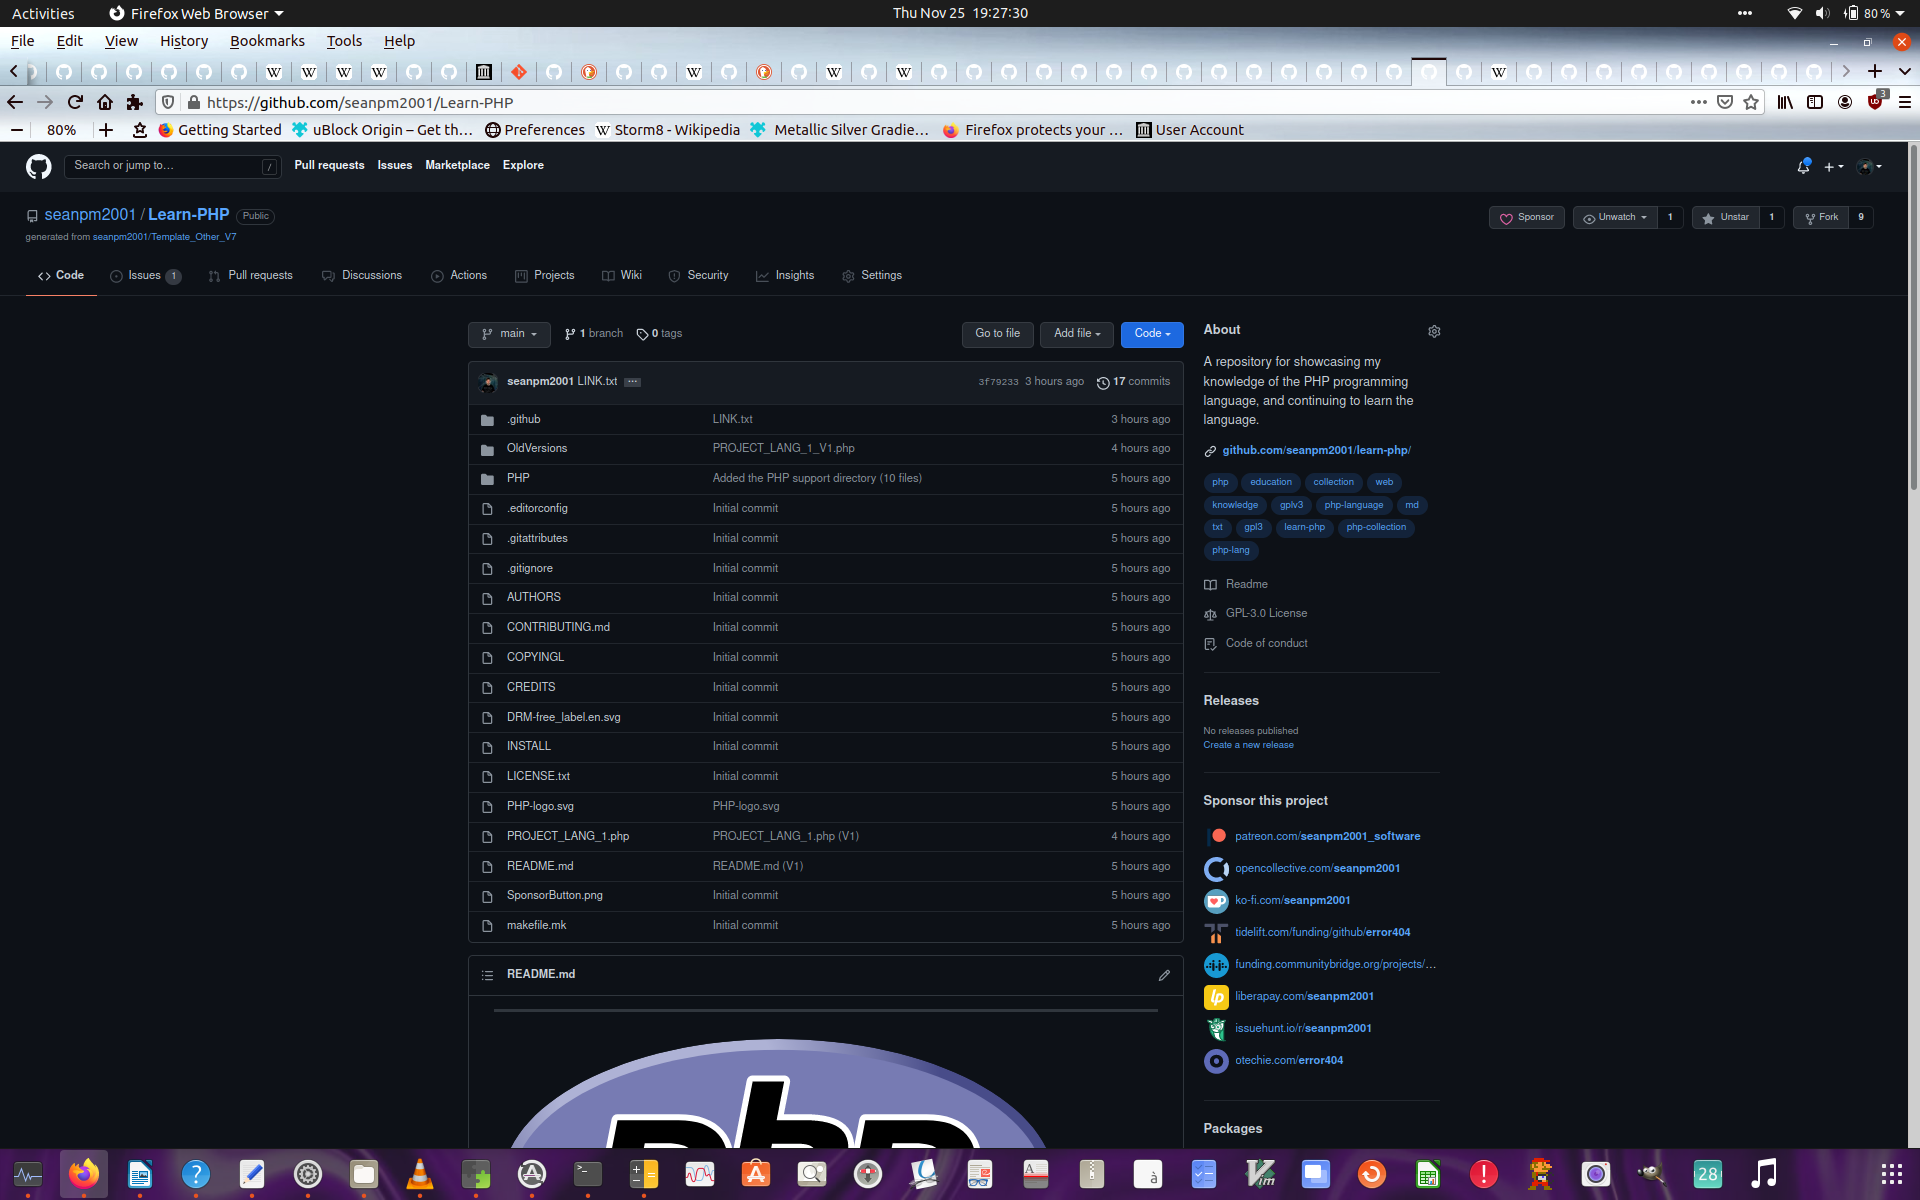 Activities
Firefox Web Browser
Thu Nov 25 19:27:30
80 %
File Edit View History Bookmarks Tools Help
https://github.com/seanpm2001/Learn-PHP
3
80%
Getting Started
uBlock Origin – Get th…
Preferences
Storm8 - Wikipedia
Metallic Silver Gradie…
Firefox protects your …
User Account
Search or jump to…
/
Pull requests Issues Marketplace Explore
seanpm2001 / Learn-PHP Public
generated from seanpm2001/Template_Other_V7
Sponsor
Unwatch 1
Unstar 1
Fork 9
Code
Issues 1
Pull requests
Discussions
Actions
Projects
Wiki
Security
Insights
Settings
main
1 branch
0 tags
Go to file
Add file
Code
seanpm2001 LINK.txt ...
3f79233 3 hours ago
17 commits
.github LINK.txt 3 hours ago
OldVersions PROJECT_LANG_1_V1.php 4 hours ago
PHP Added the PHP support directory (10 files) 5 hours ago
.editorconfig Initial commit 5 hours ago
.gitattributes Initial commit 5 hours ago
.gitignore Initial commit 5 hours ago
AUTHORS Initial commit 5 hours ago
CONTRIBUTING.md Initial commit 5 hours ago
COPYINGL Initial commit 5 hours ago
CREDITS Initial commit 5 hours ago
DRM-free_label.en.svg Initial commit 5 hours ago
INSTALL Initial commit 5 hours ago
LICENSE.txt Initial commit 5 hours ago
PHP-logo.svg PHP-logo.svg 5 hours ago
PROJECT_LANG_1.php PROJECT_LANG_1.php (V1) 4 hours ago
README.md README.md (V1) 5 hours ago
SponsorButton.png Initial commit 5 hours ago
makefile.mk Initial commit 5 hours ago
README.md
php
About
A repository for showcasing my
knowledge of the PHP programming
language, and continuing to learn the
language.
github.com/seanpm2001/learn-php/
php education collection web
knowledge gplv3 php-language md
txt gpl3 learn-php php-collection
php-lang
Readme
GPL-3.0 License
Code of conduct
Releases
No releases published
Create a new release
Sponsor this project
patreon.com/seanpm2001_software
opencollective.com/seanpm2001
ko-fi.com/seanpm2001
tidelift.com/funding/github/error404
funding.communitybridge.org/projects/…
liberapay.com/seanpm2001
issuehunt.io/r/seanpm2001
otechie.com/error404
Packages
28